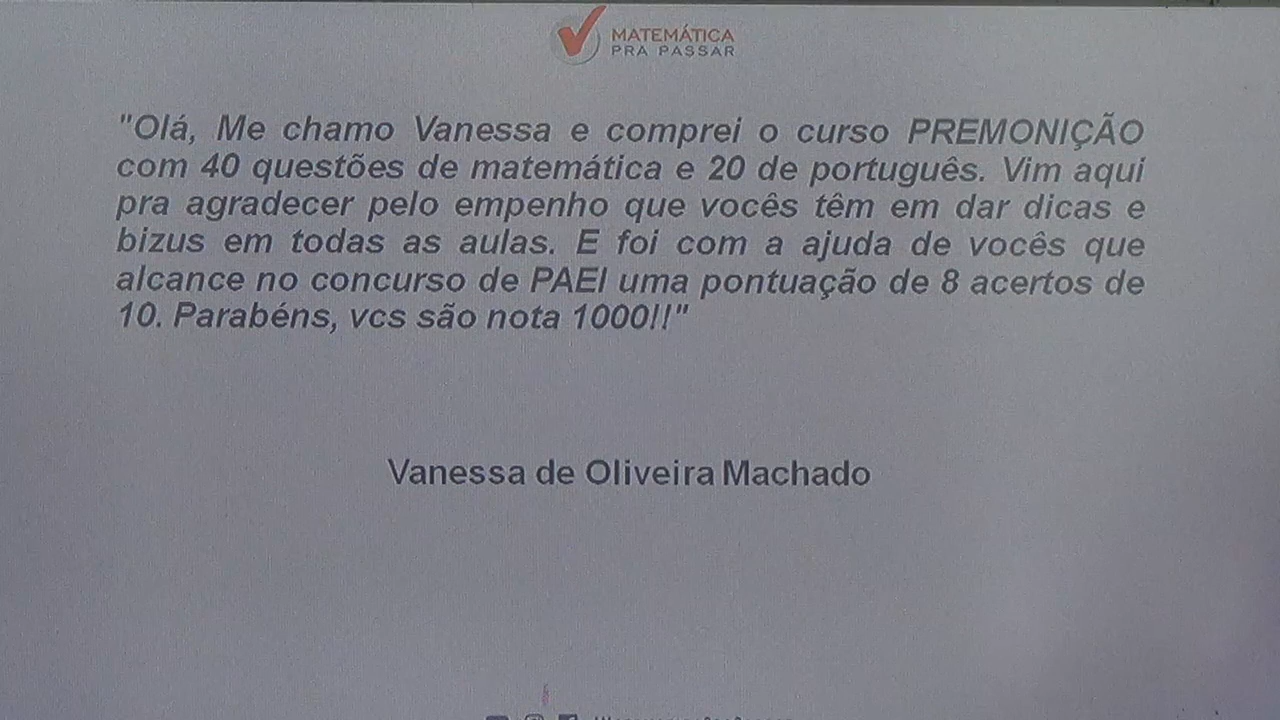 MATEMÁTICA
PRA PASSAR
"Olá, Me chamo Vanessa e comprei o curso PREMONIÇÃO
com 40 questões de matemática e 20 de português. Vim aqui
pra agradecer pelo empenho que vocês têm em dar dicas e
bizus em todas as aulas. E foi com a ajuda de vocês que
alcance no concurso de PAEI uma pontuação de 8 acertos de
10. Parabéns, vcs são nota 1000!!"
Vanessa de Oliveira Machado